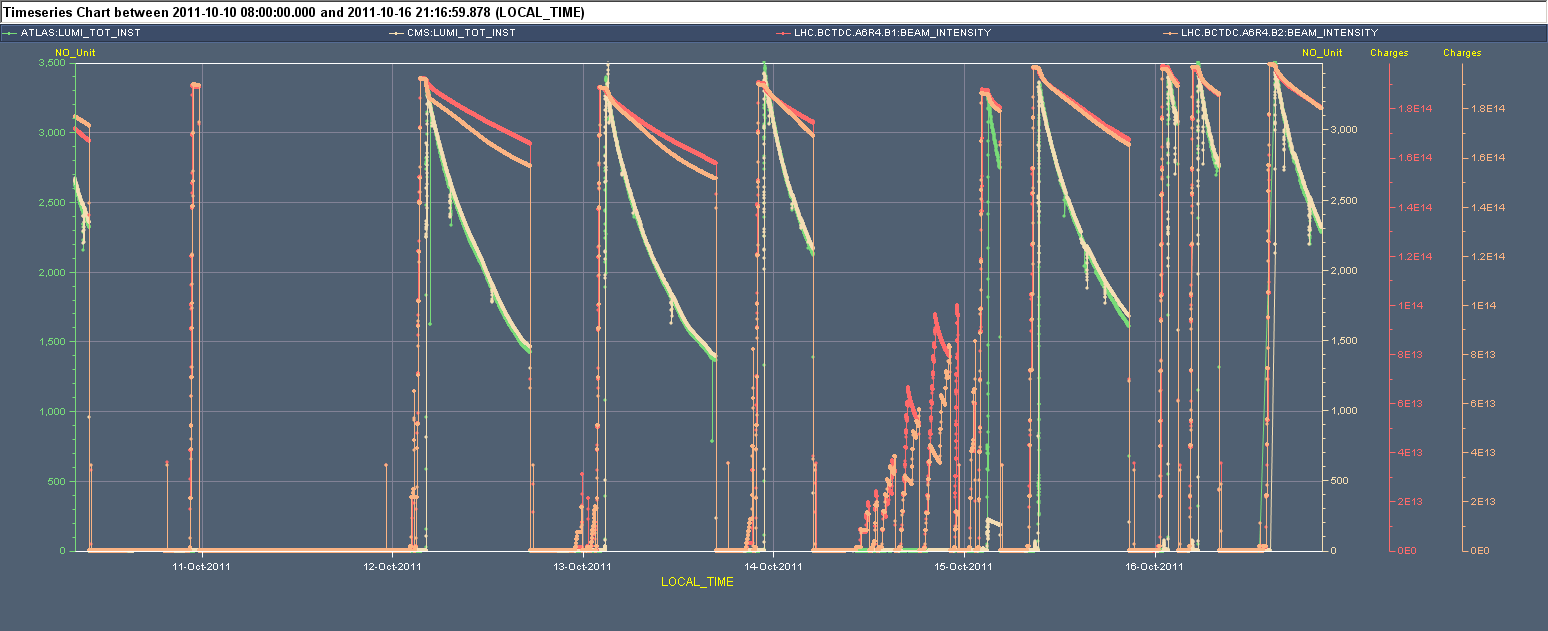 Timeseries Chart between 2011-10-10 08:00:00.000 and 2011-10-16 21:16:59.878 (LOCAL_TIME)
ATLAS:LUMI_TOT_INST CMS:LUMI_TOT_INST LHC.BCTDC.A6R4.B1:BEAM_INTENSITY LHC.BCTDC.A6R4.B2:BEAM_INTENSITY
NO_Unit NO_Unit Charges Charges
3,500
3,000 3,000 1.8E14 1.8E14
1.6E14 1.6E14
2,500 2,500 1.4E14 1.4E14
2,000 2,000 1.2E14 1.2E14
1E14 1E14
1,500 1,500 8E13 8E13
1,000 1,000 6E13 6E13
4E13 4E13
500 500 2E13 2E13
0 0 0E0 0E0
11-Oct-2011 12-Oct-2011 13-Oct-2011 14-Oct-2011 15-Oct-2011 16-Oct-2011
LOCAL_TIME